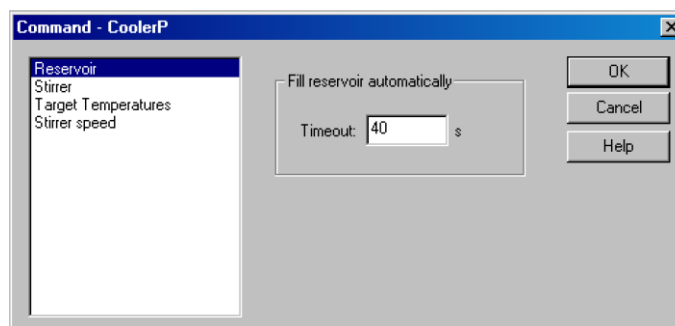 Command - CoolerP
Reservoir
Stirrer
Target Temperatures
Stirrer speed
Fill reservoir automatically
Timeout: 40 s
OK
Cancel
Help